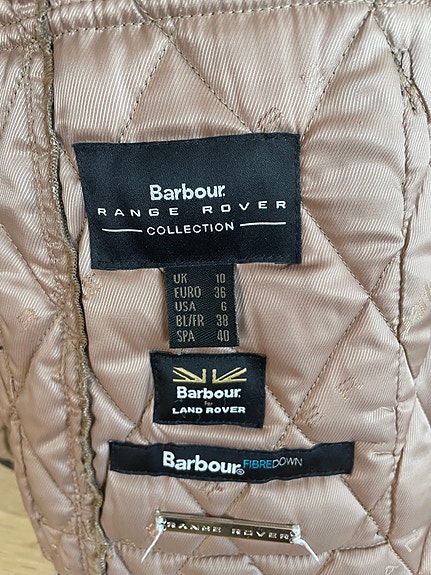 Barbour
RANGE ROVER
COLLECTION
UK 10
EURO 36
USA 6
BL/FR 38
SPA 40
Barbour
for
LAND ROVER
Barbour® FIBREDOWN
RANGE ROVER